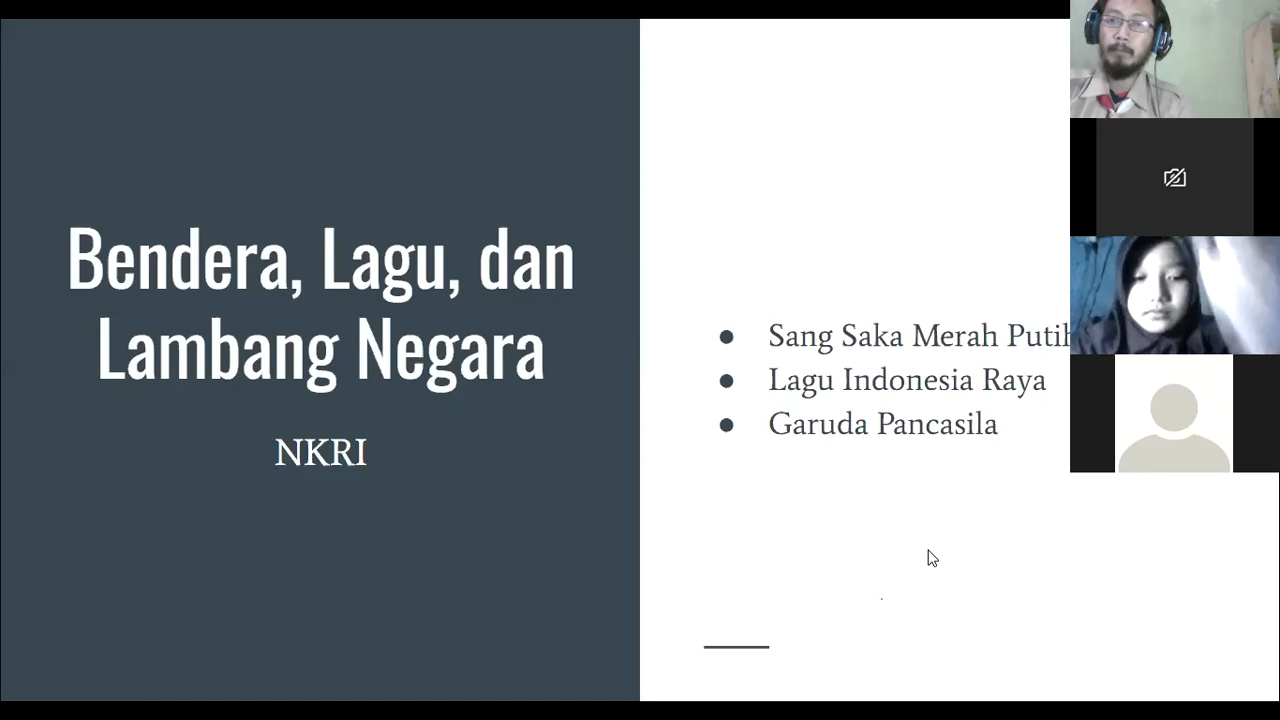 Bendera, Lagu, dan
Lambang Negara
NKRI
● Sang Saka Merah Putih
● Lagu Indonesia Raya
● Garuda Pancasila